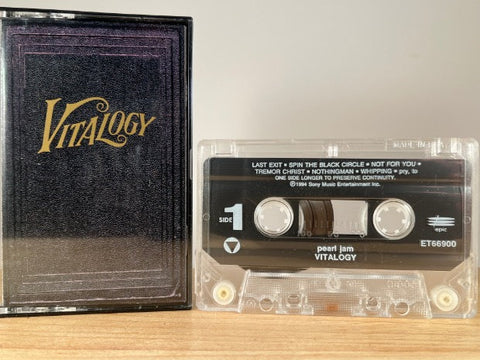 VITALOGY
LAST EXIT • SPIN THE BLACK CIRCLE • NOT FOR YOU •
TREMOR CHRIST • NOTHINGMAN • WHIPPING • pry, to
ONE SIDE LONGER TO PRESERVE CONTINUITY.
℗1994 Sony Music Entertainment Inc.
SIDE 1
epic
pearl jam
ET66900
VITALOGY